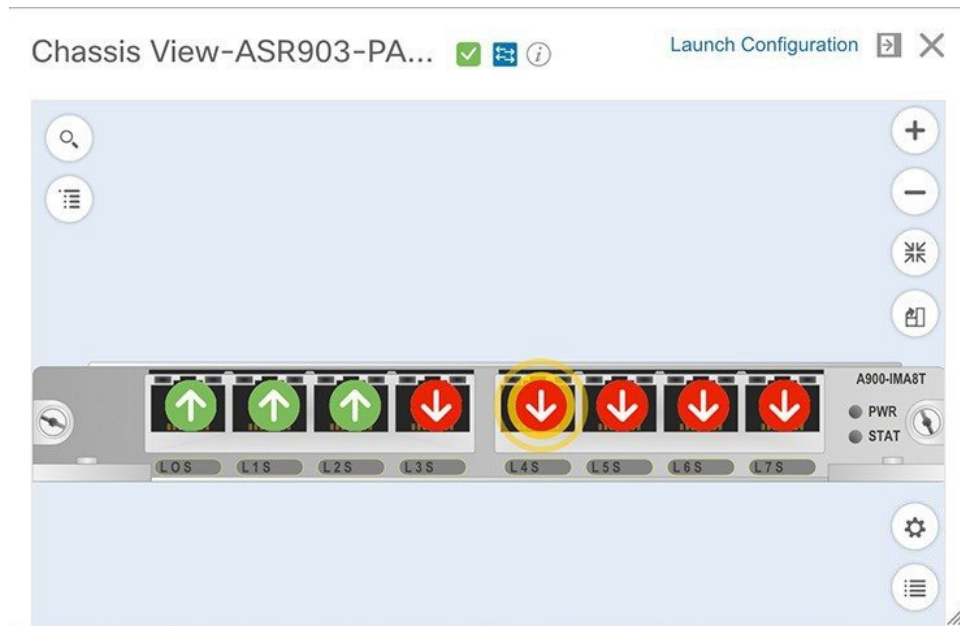 Chassis View-ASR903-PA...
Launch Configuration
A900-IMA8T
PWR
STAT
L0S L1S L2S L3S L4S L5S L6S L7S